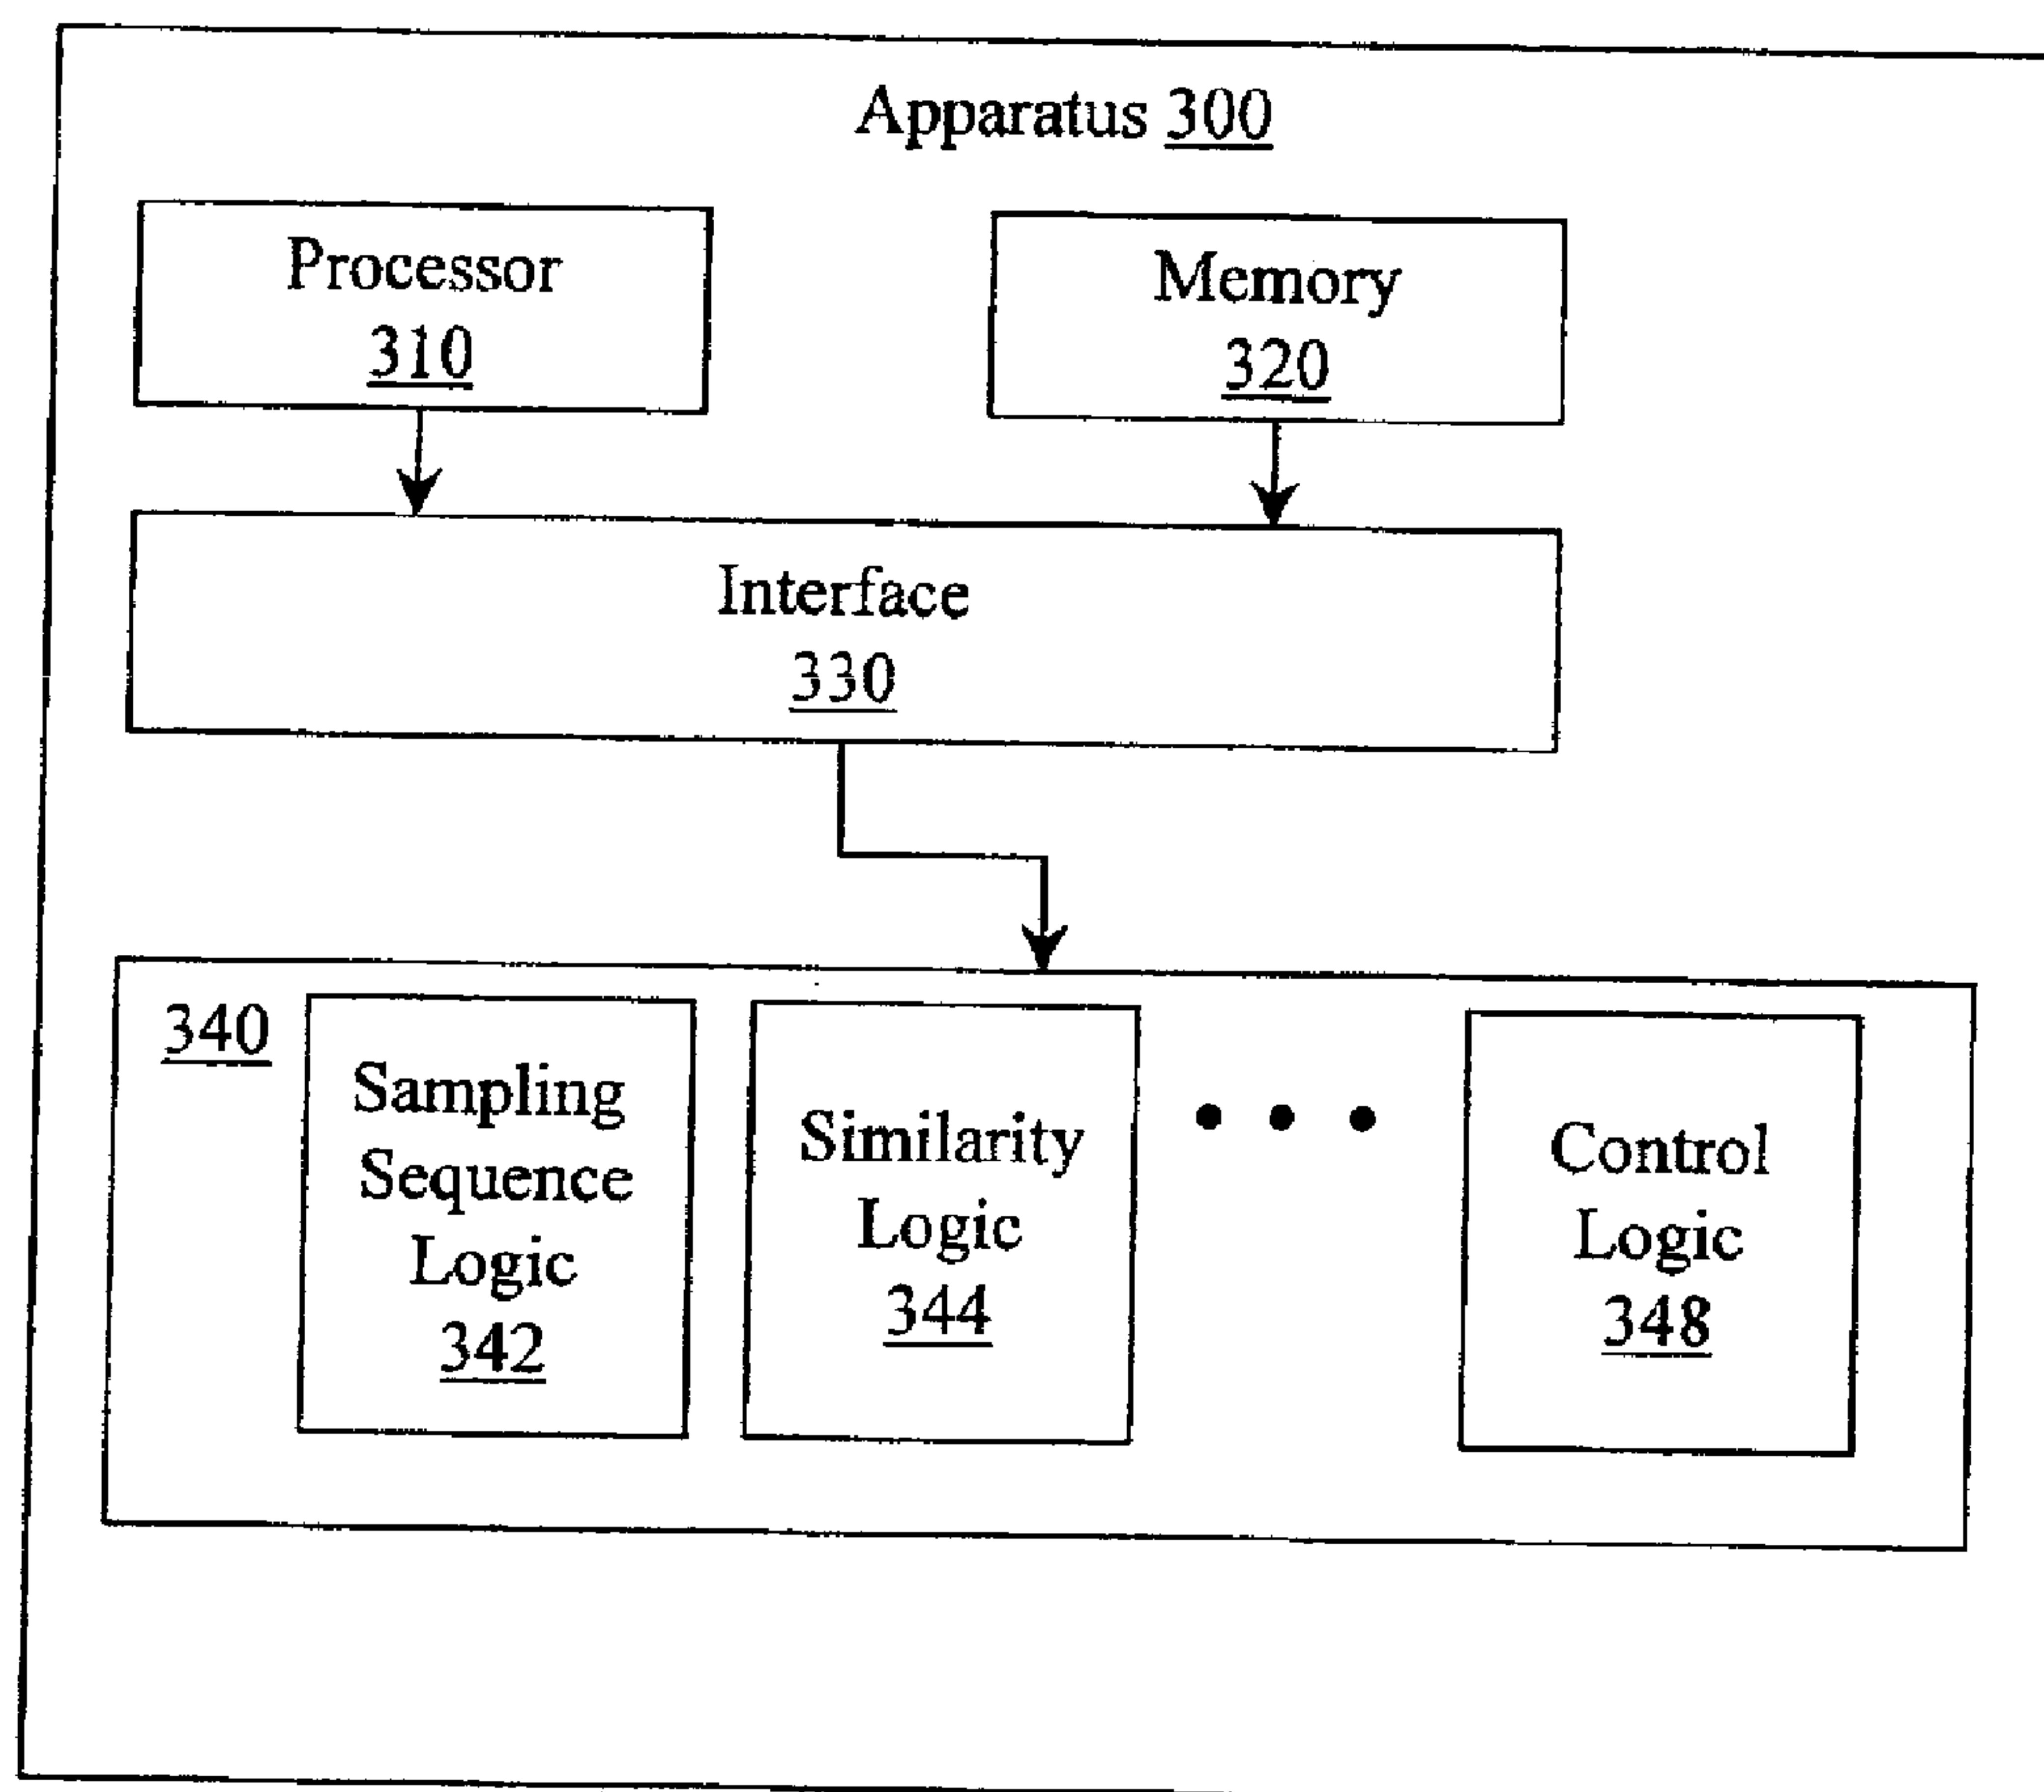 Apparatus 300
Processor
310
Memory
320
Interface
330
340
Sampling
Sequence
Logic
342
Similarity
Logic
344
Control
Logic
348